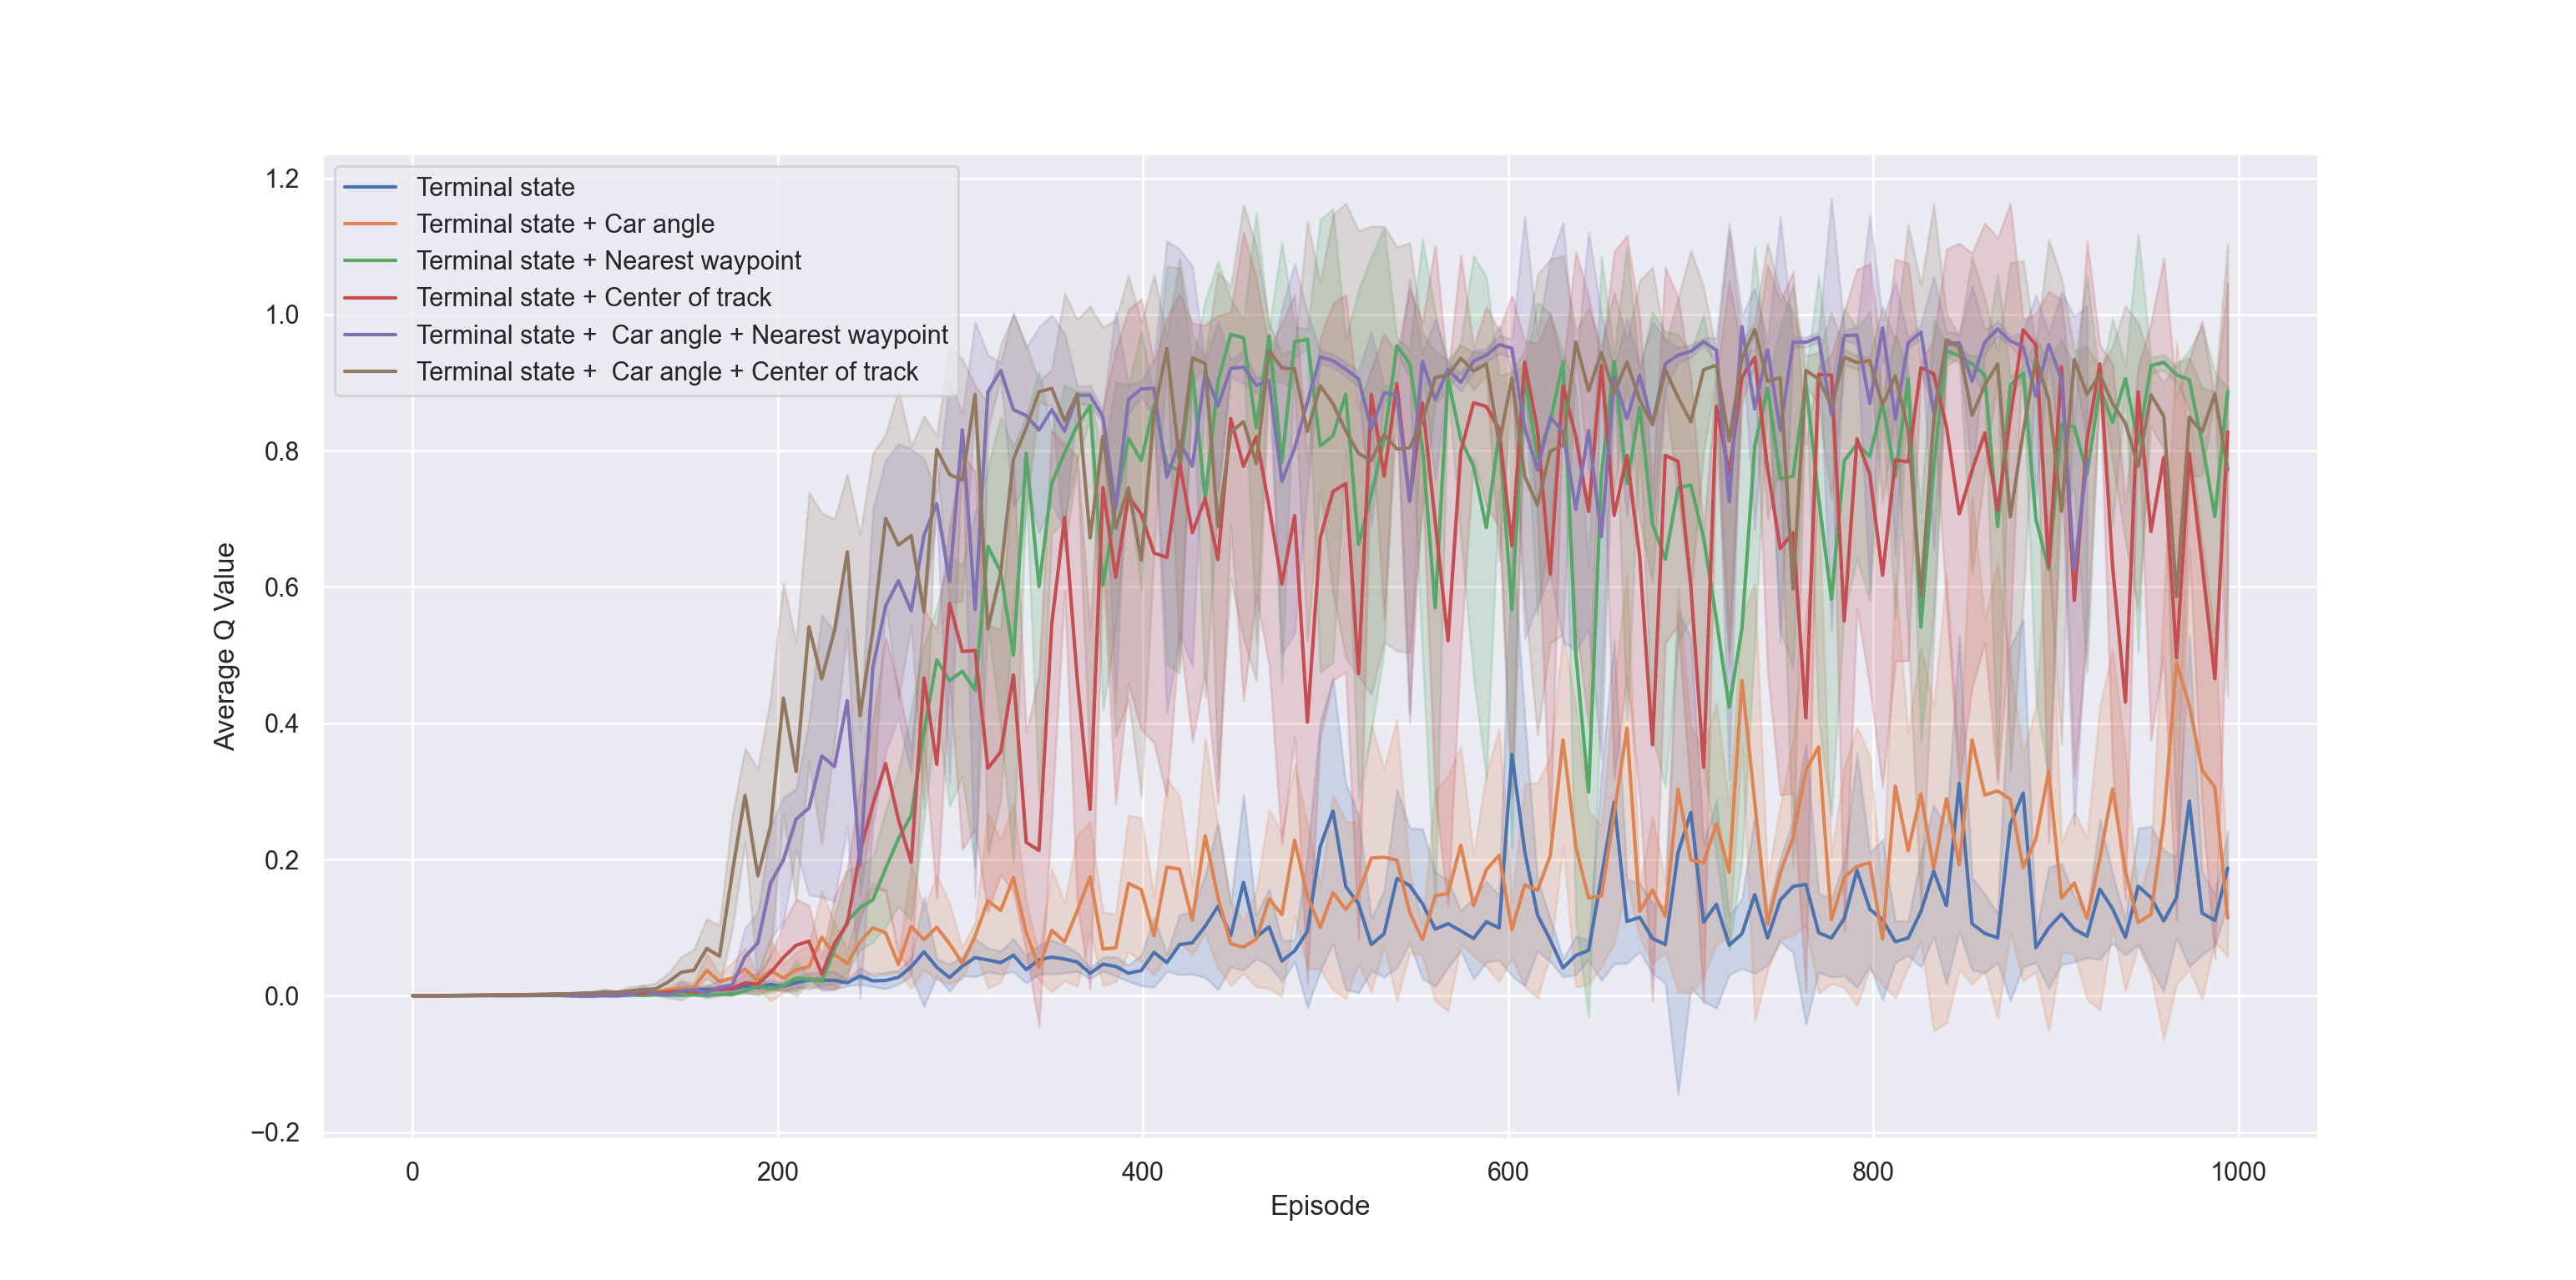 1.2
1.0
0.8
0.6
0.4
0.2
0.0
−0.2
Average Q Value
Terminal state
Terminal state + Car angle
Terminal state + Nearest waypoint
Terminal state + Center of track
Terminal state +  Car angle + Nearest waypoint
Terminal state +  Car angle + Center of track
0 200 400 600 800 1000
Episode